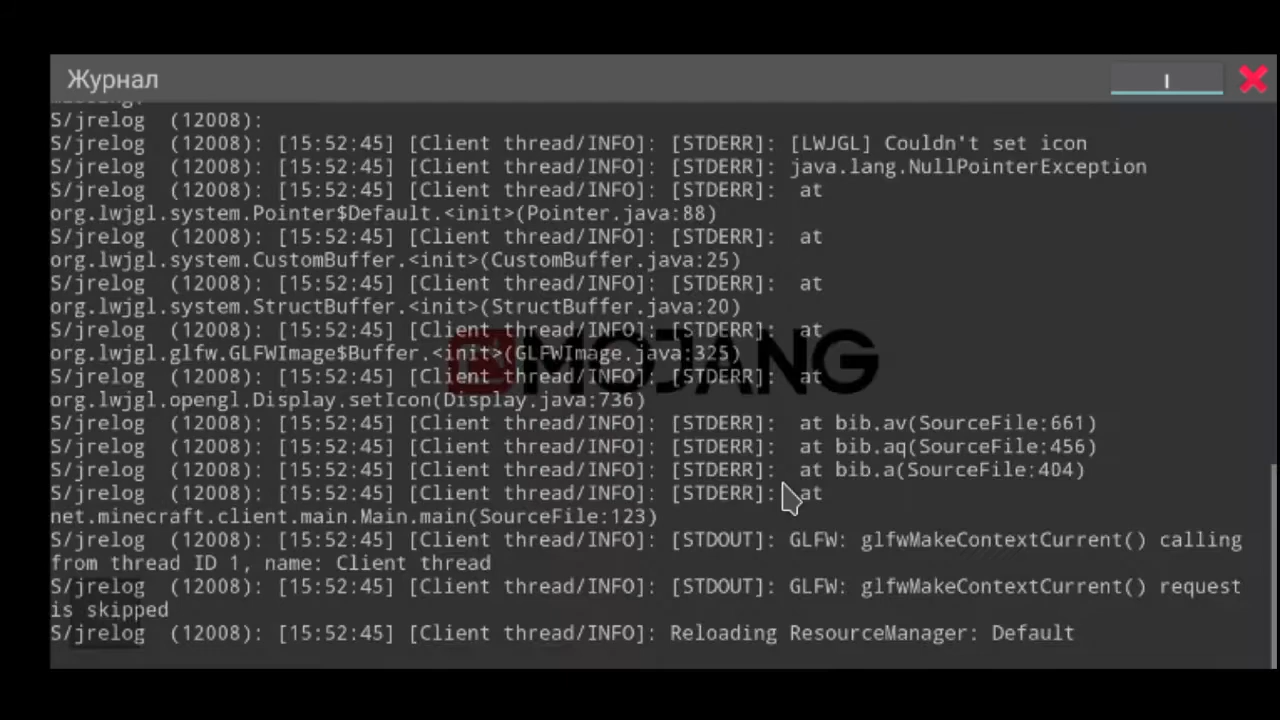 Журнал
missing.
S/jrelog  (12008):
S/jrelog  (12008): [15:52:45] [Client thread/INFO]: [STDERR]: [LWJGL] Couldn't set icon
S/jrelog  (12008): [15:52:45] [Client thread/INFO]: [STDERR]: java.lang.NullPointerException
S/jrelog  (12008): [15:52:45] [Client thread/INFO]: [STDERR]:  at
org.lwjgl.system.Pointer$Default.<init>(Pointer.java:88)
S/jrelog  (12008): [15:52:45] [Client thread/INFO]: [STDERR]:  at
org.lwjgl.system.CustomBuffer.<init>(CustomBuffer.java:25)
S/jrelog  (12008): [15:52:45] [Client thread/INFO]: [STDERR]:  at
org.lwjgl.system.StructBuffer.<init>(StructBuffer.java:20)
S/jrelog  (12008): [15:52:45] [Client thread/INFO]: [STDERR]:  at
org.lwjgl.glfw.GLFWImage$Buffer.<init>(GLFWImage.java:325)
MOJANG
S/jrelog  (12008): [15:52:45] [Client thread/INFO]: [STDERR]:  at
org.lwjgl.opengl.Display.setIcon(Display.java:736)
S/jrelog  (12008): [15:52:45] [Client thread/INFO]: [STDERR]:  at bib.av(SourceFile:661)
S/jrelog  (12008): [15:52:45] [Client thread/INFO]: [STDERR]:  at bib.aq(SourceFile:456)
S/jrelog  (12008): [15:52:45] [Client thread/INFO]: [STDERR]:  at bib.a(SourceFile:404)
S/jrelog  (12008): [15:52:45] [Client thread/INFO]: [STDERR]:  at
net.minecraft.client.main.Main.main(SourceFile:123)
S/jrelog  (12008): [15:52:45] [Client thread/INFO]: [STDOUT]: GLFW: glfwMakeContextCurrent() calling
from thread ID 1, name: Client thread
S/jrelog  (12008): [15:52:45] [Client thread/INFO]: [STDOUT]: GLFW: glfwMakeContextCurrent() request
is skipped
S/jrelog  (12008): [15:52:45] [Client thread/INFO]: Reloading ResourceManager: Default